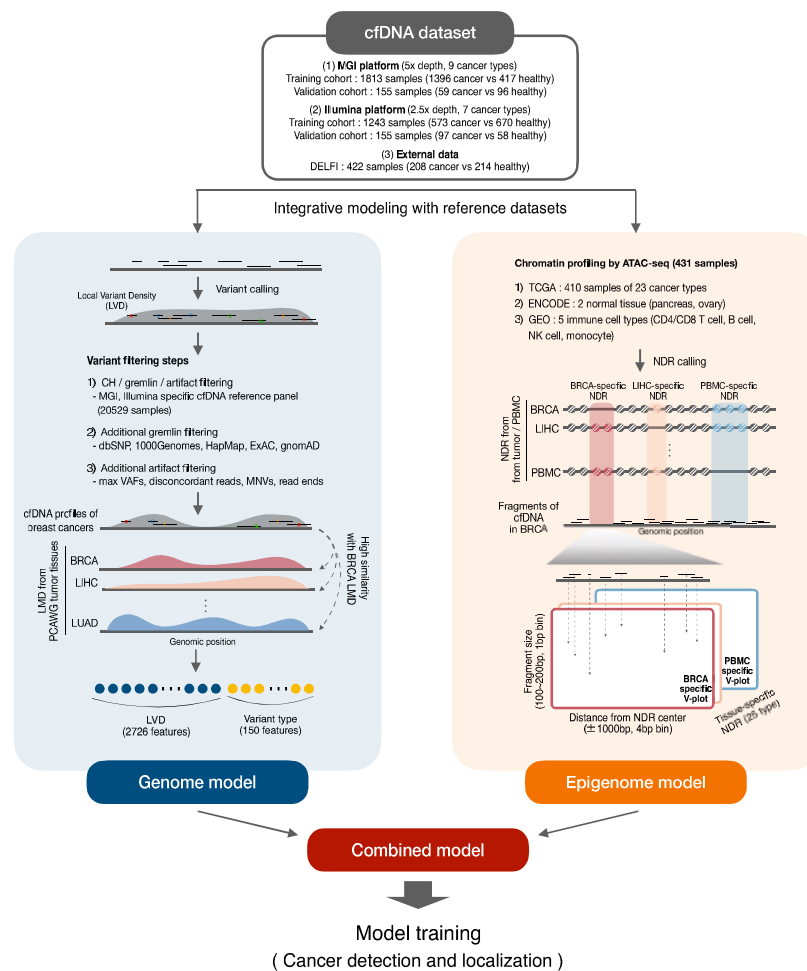 cfDNA dataset
(1) MGI platform (5x depth, 9 cancer types)
Training cohort : 1813 samples (1396 cancer vs 417 healthy)
Validation cohort : 155 samples (59 cancer vs 96 healthy)
(2) Illumina platform (2.5x depth, 7 cancer types)
Training cohort : 1243 samples (573 cancer vs 670 healthy)
Validation cohort : 155 samples (97 cancer vs 58 healthy)
(3) External data
DELFI : 422 samples (208 cancer vs 214 healthy)
Integrative modeling with reference datasets
Variant calling
Local Variant Density
(LVD)
Variant filtering steps
1) CH / gremlin / artifact filtering
- MGI, Illumina specific cfDNA reference panel
(20529 samples)
2) Additional gremlin filtering
- dbSNP, 1000Genomes, HapMap, ExAC, gnomAD
3) Additional artifact filtering
- max VAFs, disconcordant reads, MNVs, read ends
cfDNA profiles of
breast cancers
High similarity
with BRCA LMD
LMD from
PCAWG tumor tissues
BRCA
LIHC
LUAD
Genomic position
LVD
(2726 features)
Variant type
(150 features)
Genome model
Chromatin profiling by ATAC-seq (431 samples)
1) TCGA : 410 samples of 23 cancer types
2) ENCODE : 2 normal tissue (pancreas, ovary)
3) GEO : 5 immune cell types (CD4/CD8 T cell, B cell,
NK cell, monocyte)
NDR calling
BRCA-specific
NDR
LIHC-specific
NDR
PBMC-specific
NDR
NDR from
from tumor / PBMC
BRCA
LIHC
PBMC
Fragments of
cfDNA
in BRCA
Genomic position
Fragment size
(100~200bp, 1bp bin)
BRCA
specific
V-plot
PBMC
specific
V-plot
Tissue-specific
NDR (25 type)
Distance from NDR center
(±1000bp, 4bp bin)
Epigenome model
Combined model
Model training
( Cancer detection and localization )